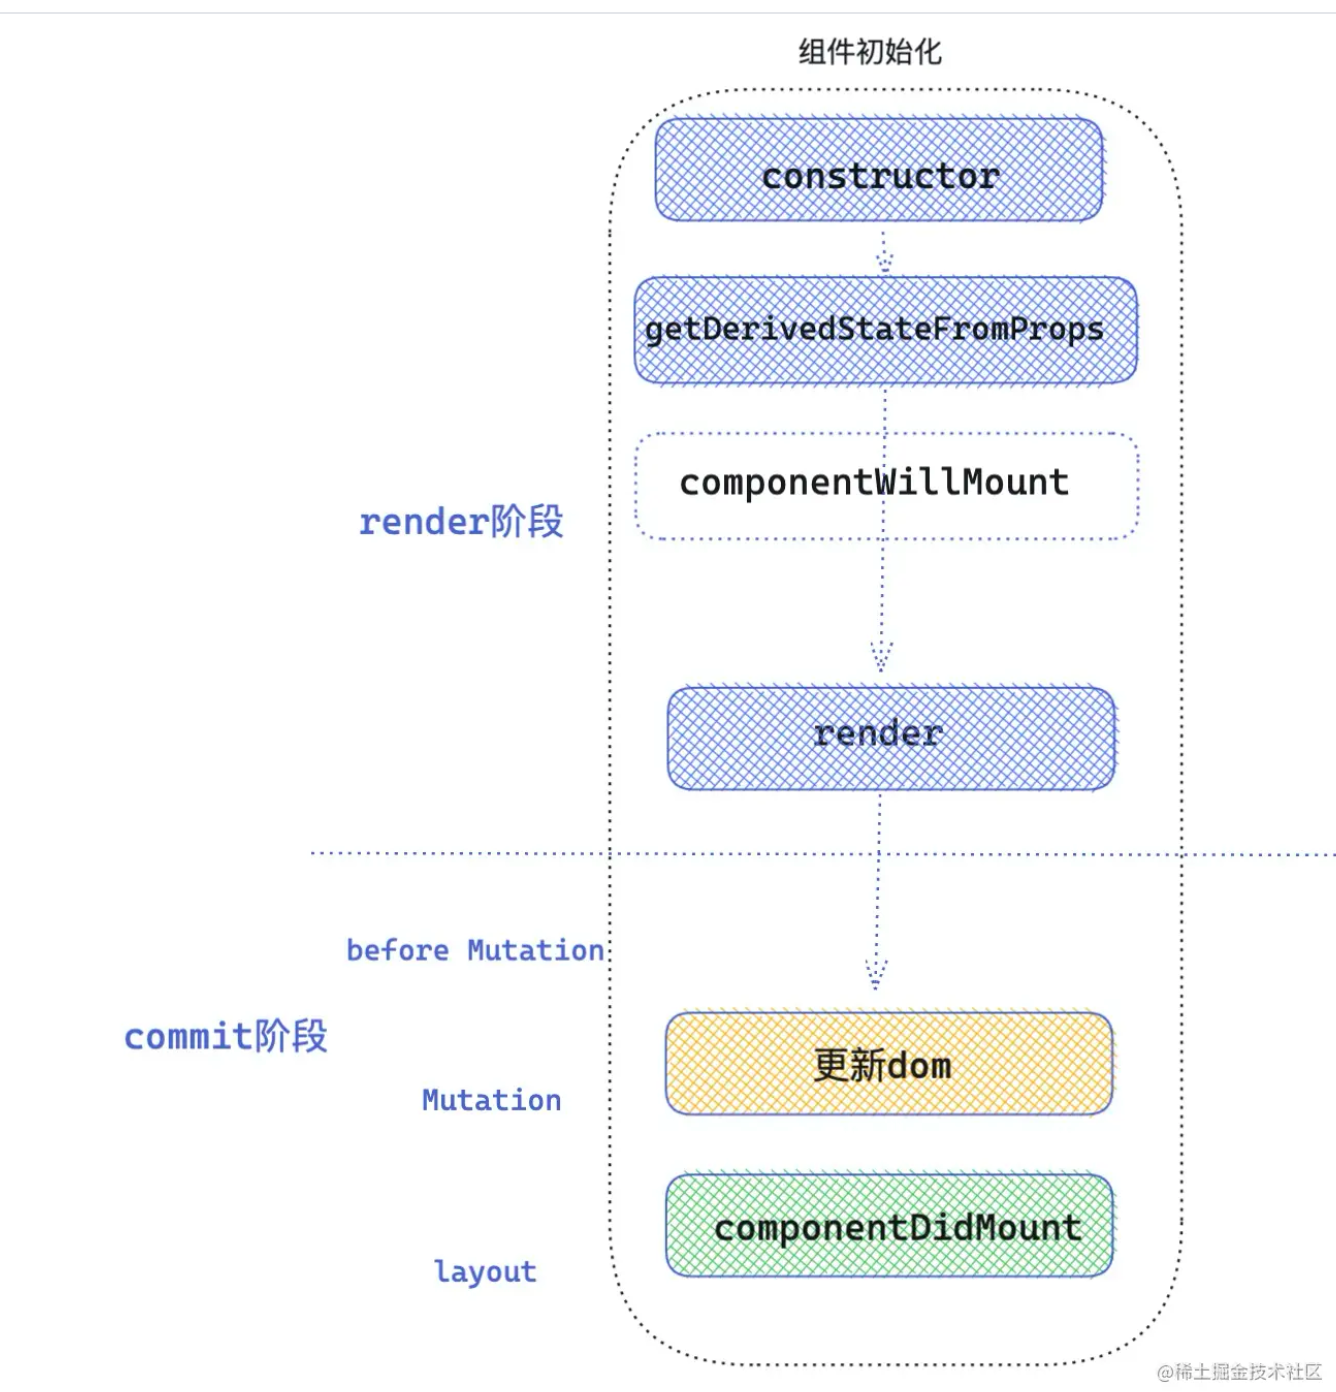 组件初始化
constructor
getDerivedStateFromProps
componentWillMount
render阶段
render
before Mutation
commit阶段
更新dom
Mutation
componentDidMount
layout
@稀土掘金技术社区